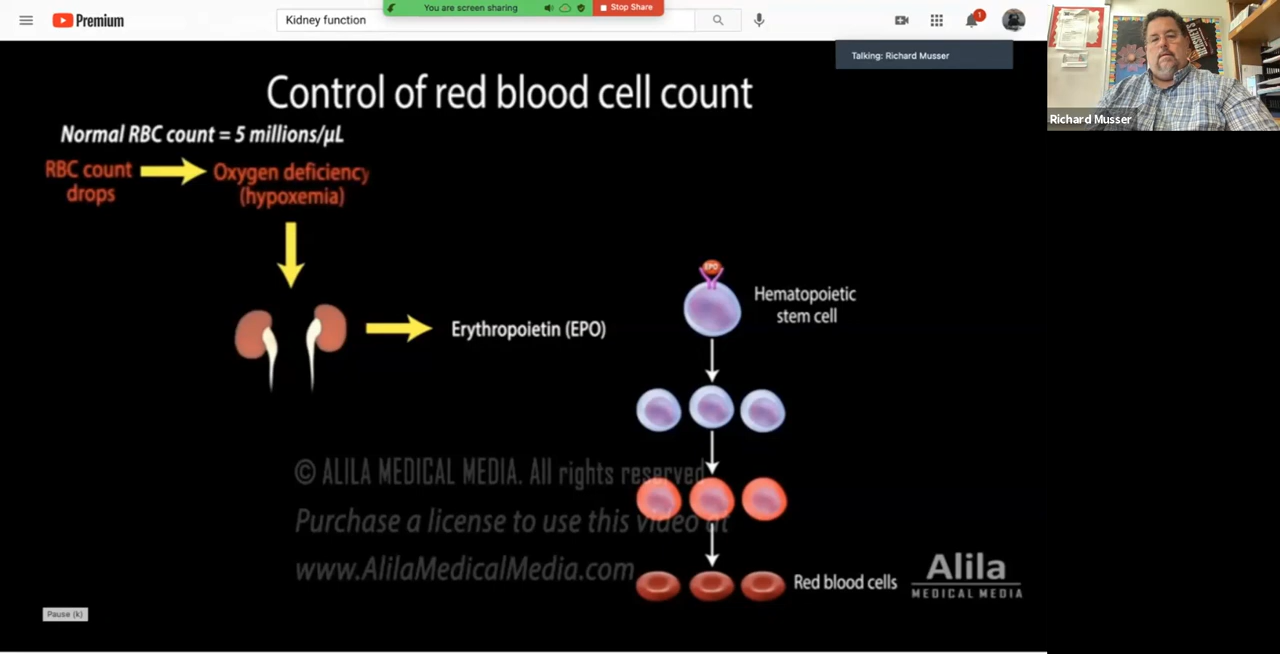 Premium
Kidney function
You are screen sharing
Stop Share
1
Talking: Richard Musser
HERSHEY'S
Richard Musser
Control of red blood cell count
Normal RBC count = 5 millions/µL
RBC count
drops
Oxygen deficiency
(hypoxemia)
EPO
Hematopoietic
stem cell
Erythropoietin (EPO)
© ALILA MEDICAL MEDIA. All rights reserved
Purchase a license to use this video at
www.AlilaMedicalMedia.com
Red blood cells
Alila
MEDICAL MEDIA
Pause (k)